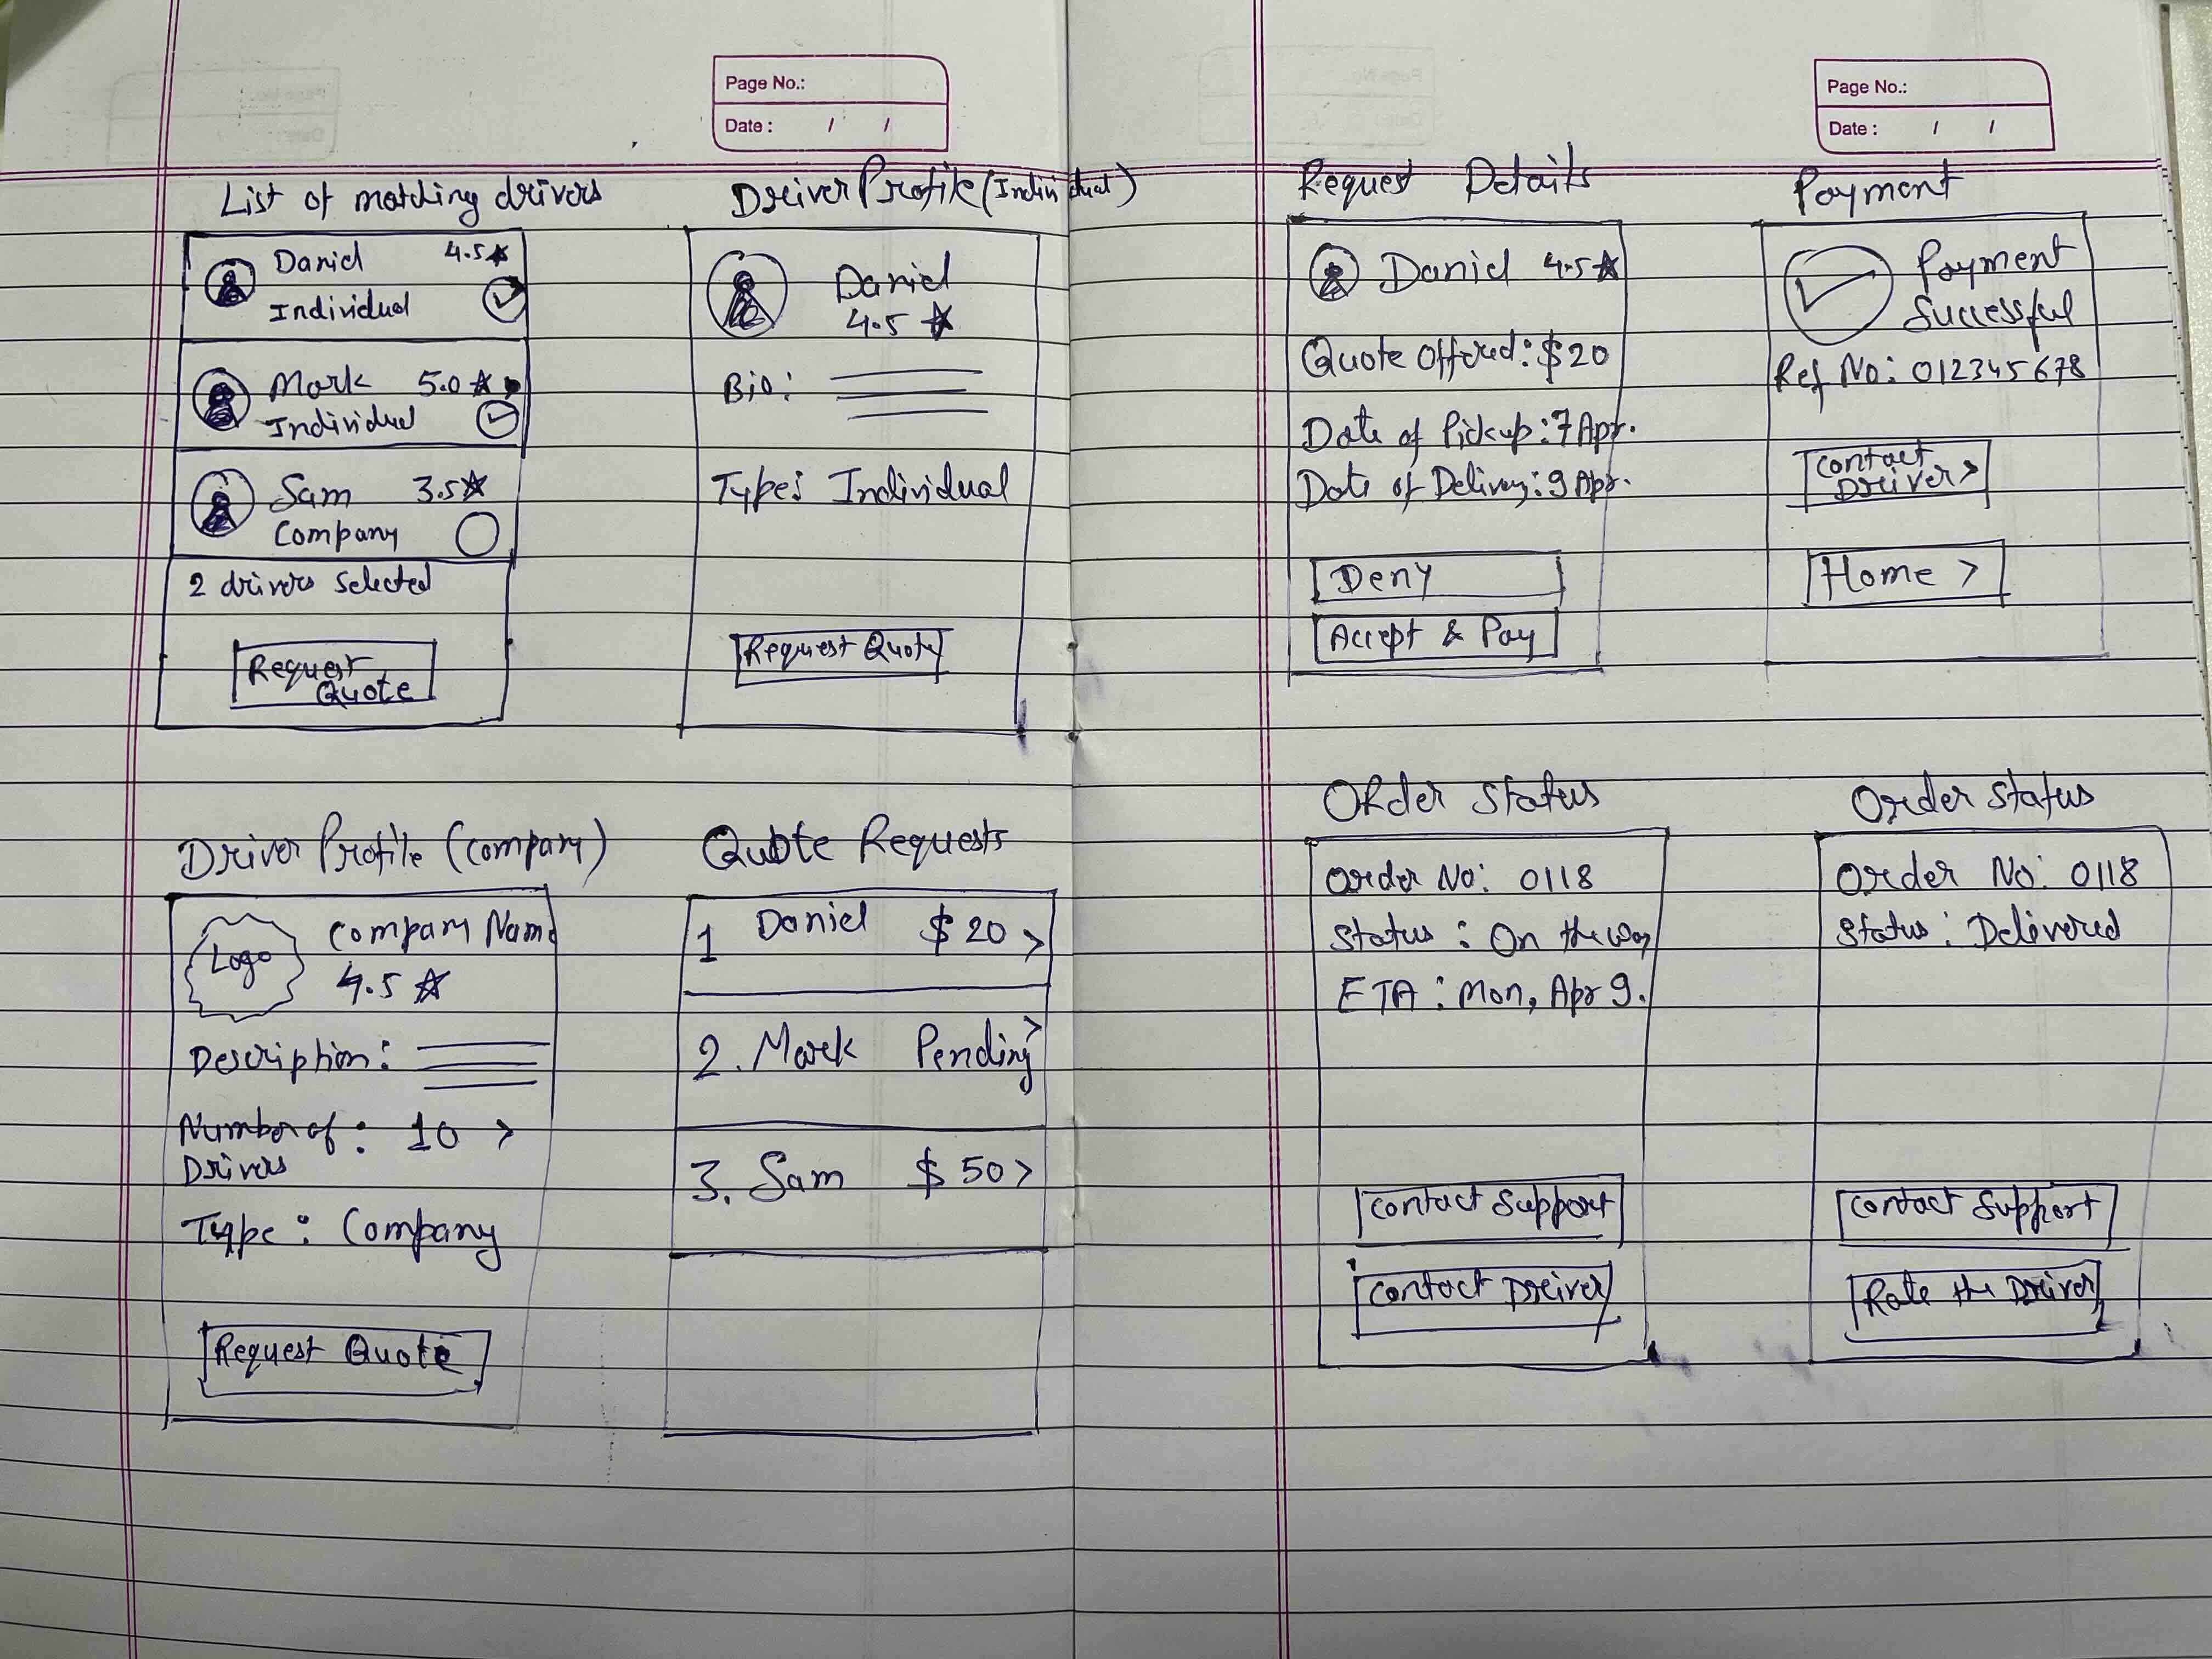 Page No.:
Date : / /
List of matching drivers
Daniel 4.5★
Individual
Mark 5.0★
Individual
Sam 3.5★
Company
2 drivers selected
Request
Quote
Driver Profile (Individual)
Daniel
4.5 ★
Bio:
Type: Individual
Request Quote
Driver Profile (Company)
Logo
Company Name
4.5 ★
Description:
Number of : 10 >
Drivers
Type : Company
Request Quote
Quote Requests
1 Daniel $ 20 >
2. Mark Pending >
3. Sam $ 50 >
Page No.:
Date : / /
Request Details
Daniel 4.5★
Quote Offered: $20
Date of Pickup: 7 Apr.
Date of Delivery: 9 Apr.
Deny
Accept & Pay
Payment
Payment
Successful
Ref No: 012345678
Contact
Driver >
Home >
Order Status
Order No: 0118
Status : On the way
ETA : Mon, Apr 9.
Contact Support
Contact Driver
Order Status
Order No: 0118
Status : Delivered
Contact Support
Rate the Driver